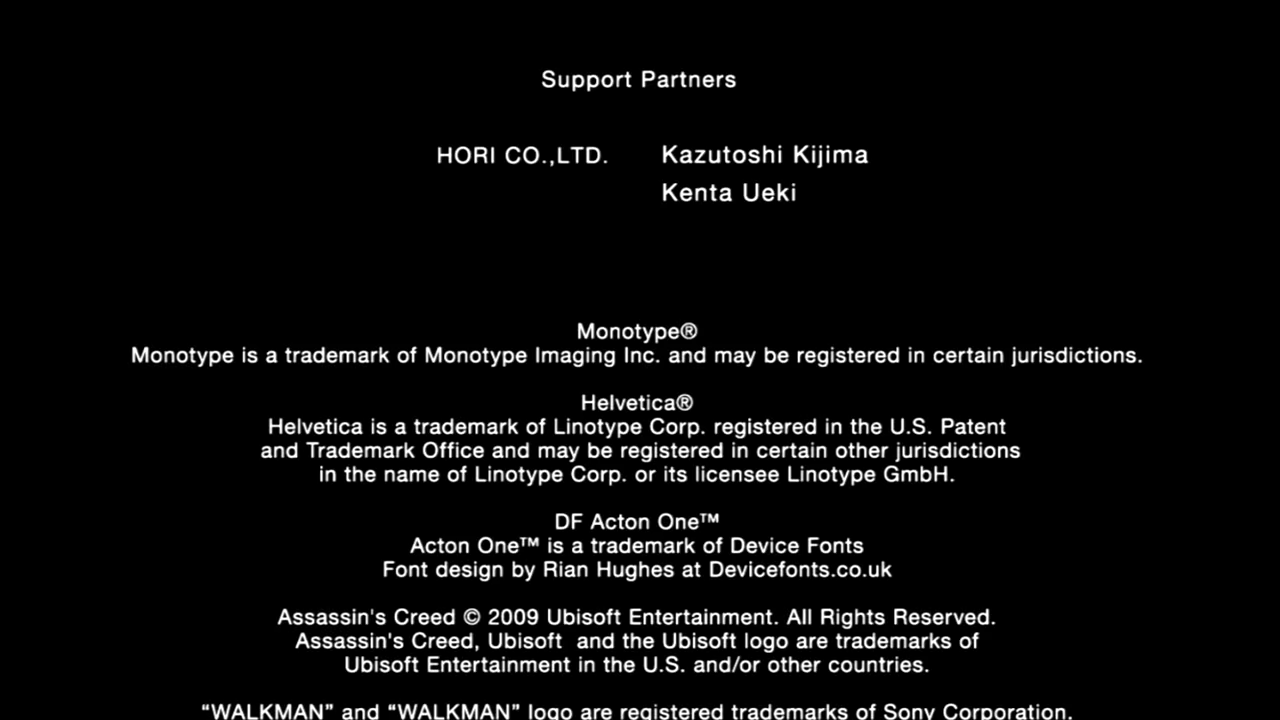 Support Partners
HORI CO.,LTD. Kazutoshi Kijima
Kenta Ueki
Monotype®
Monotype is a trademark of Monotype Imaging Inc. and may be registered in certain jurisdictions.
Helvetica®
Helvetica is a trademark of Linotype Corp. registered in the U.S. Patent
and Trademark Office and may be registered in certain other jurisdictions
in the name of Linotype Corp. or its licensee Linotype GmbH.
DF Acton One™
Acton One™ is a trademark of Device Fonts
Font design by Rian Hughes at Devicefonts.co.uk
Assassin's Creed © 2009 Ubisoft Entertainment. All Rights Reserved.
Assassin's Creed, Ubisoft  and the Ubisoft logo are trademarks of
Ubisoft Entertainment in the U.S. and/or other countries.
“WALKMAN” and “WALKMAN” logo are registered trademarks of Sony Corporation.